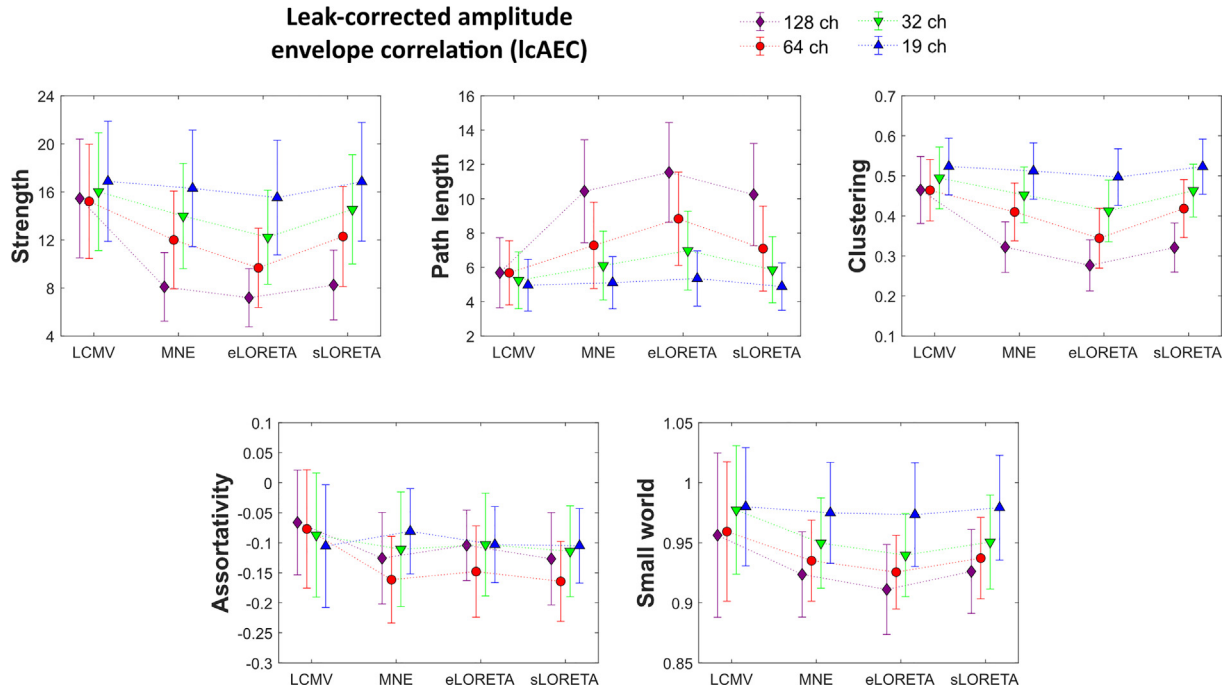 Leak-corrected amplitude
envelope correlation (lcAEC)
128 ch
32 ch
64 ch
19 ch
Strength
24
20
16
12
8
4
LCMV MNE eLORETA sLORETA
Path length
16
14
12
10
8
6
4
2
LCMV MNE eLORETA sLORETA
Clustering
0.7
0.6
0.5
0.4
0.3
0.2
0.1
LCMV MNE eLORETA sLORETA
Assortativity
0.1
0.05
0
-0.05
-0.1
-0.15
-0.2
-0.25
-0.3
LCMV MNE eLORETA sLORETA
Small world
1.05
1
0.95
0.9
0.85
LCMV MNE eLORETA sLORETA